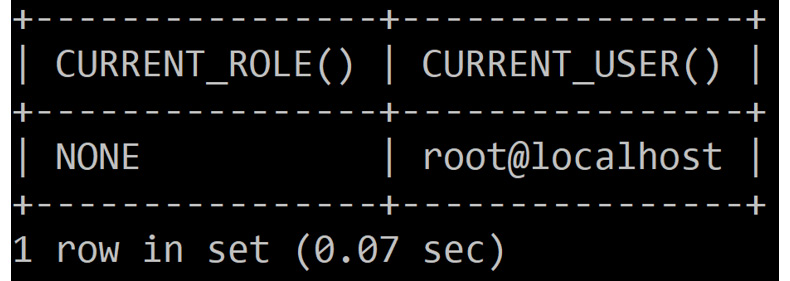 +----------------+----------------+
| CURRENT_ROLE() | CURRENT_USER() |
+----------------+----------------+
| NONE           | root@localhost |
+----------------+----------------+
1 row in set (0.07 sec)